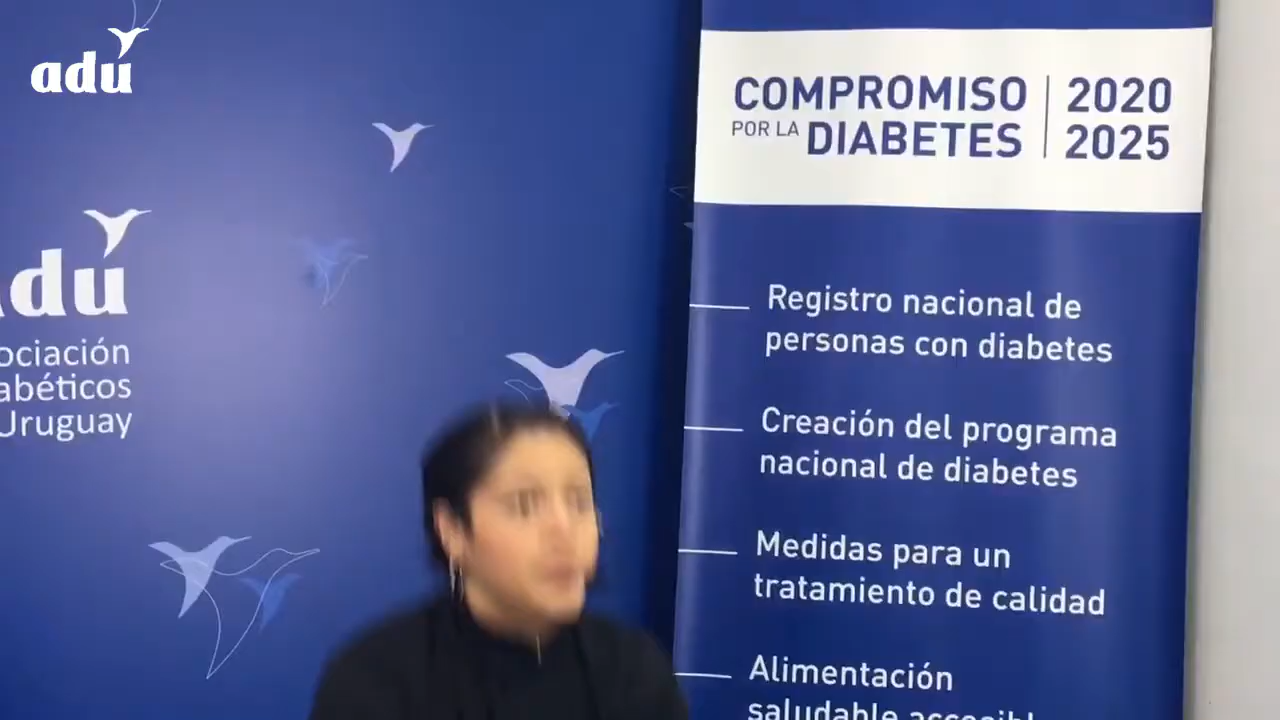 adu
COMPROMISO
POR LA DIABETES
2020
2025
adu
ociación
abéticos
Uruguay
Registro nacional de
personas con diabetes
Creación del programa
nacional de diabetes
Medidas para un
tratamiento de calidad
Alimentación
saludable